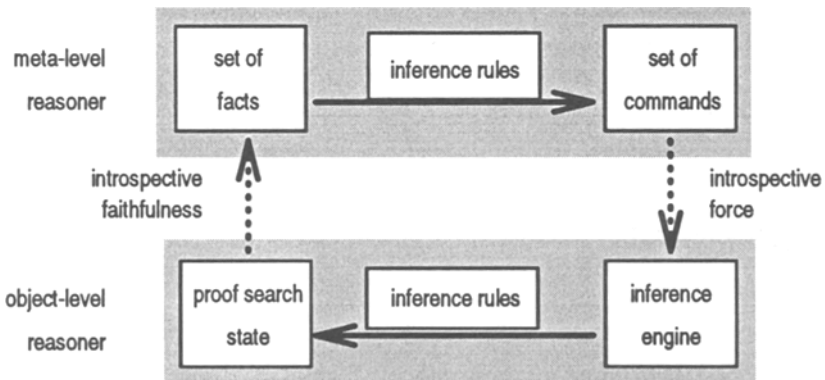 meta-level
reasoner
set of
facts
inference rules
set of
commands
introspective
faithfulness
introspective
force
object-level
reasoner
proof search
state
inference rules
inference
engine